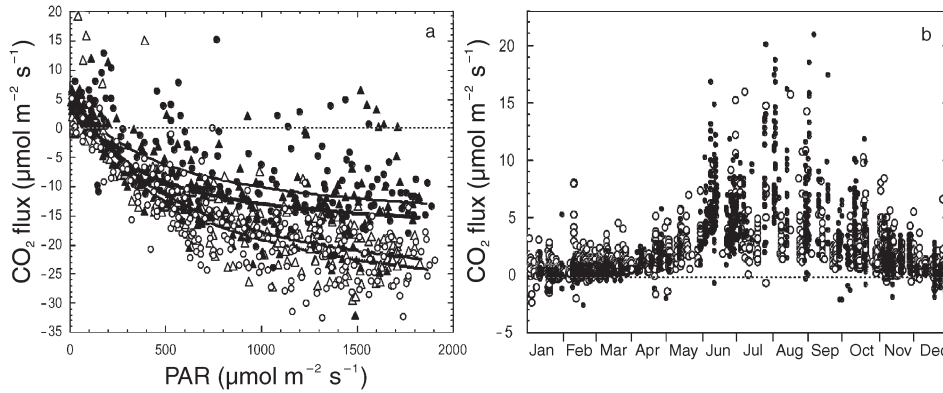 a
20
15
10
5
0
-5
-10
-15
-20
-25
-30
-35
CO2 flux (μmol m−2 s−1)
0 500 1000 1500 2000
PAR (μmol m−2 s−1)
b
20
15
10
5
0
-5
CO2 flux (μmol m−2 s−1)
Jan Feb Mar Apr May Jun Jul Aug Sep Oct Nov Dec